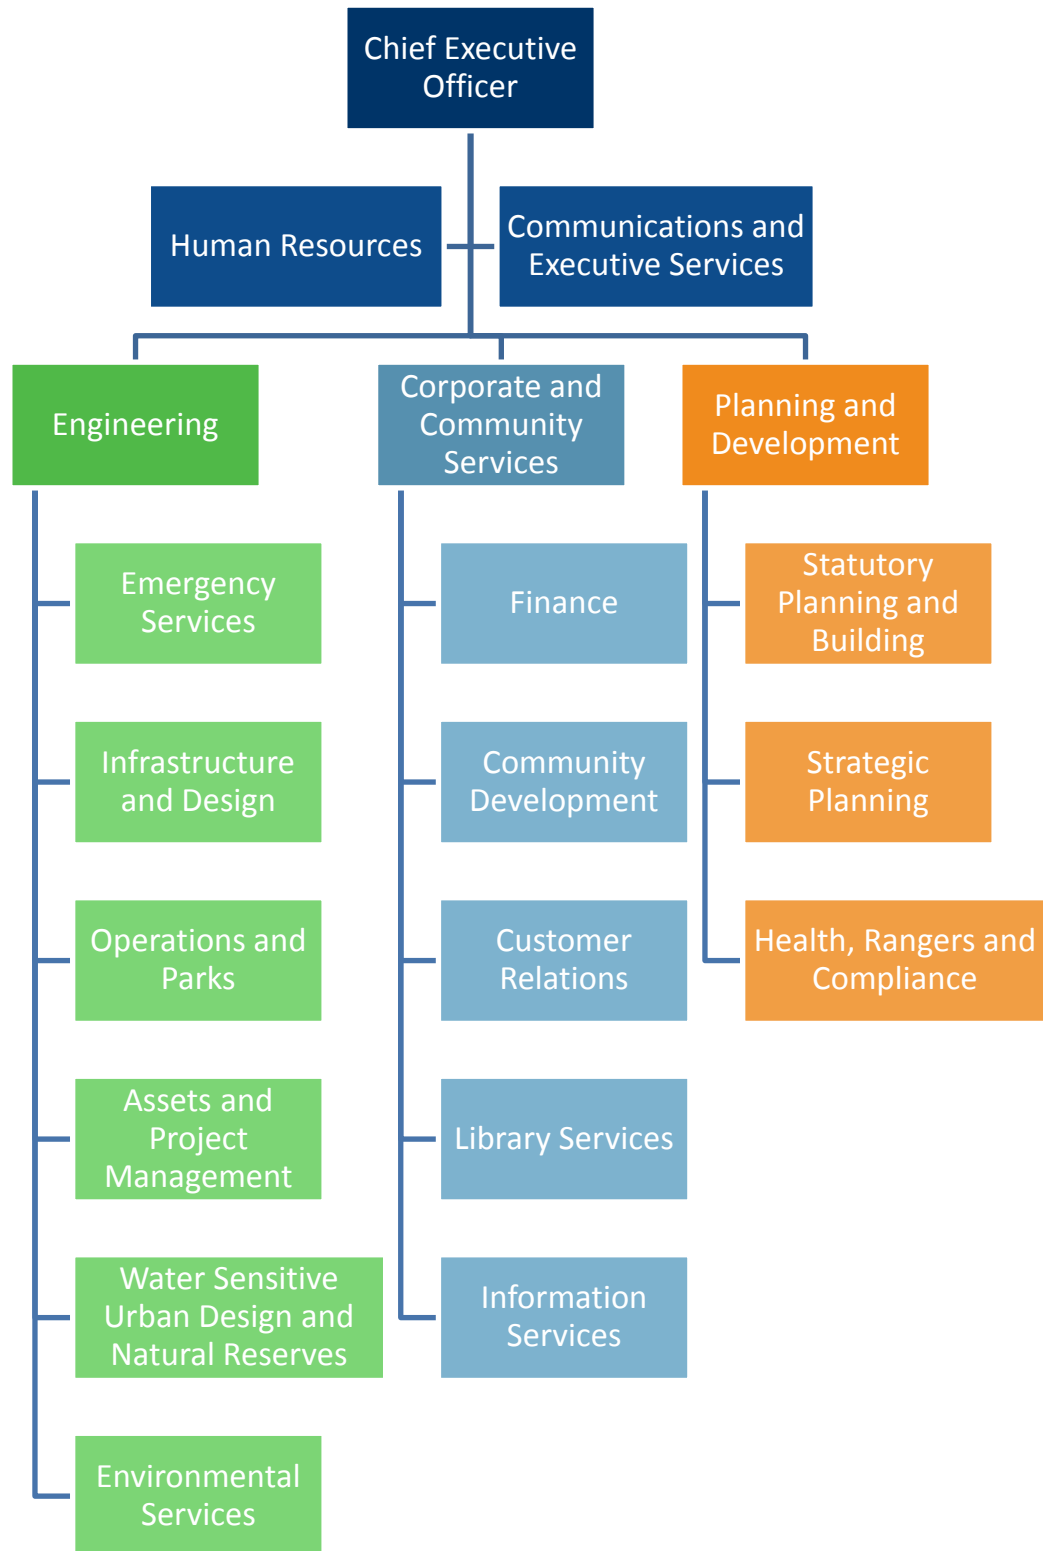 Chief Executive
Officer
Human Resources
Communications and
Executive Services
Engineering
Corporate and
Community
Services
Planning and
Development
Emergency
Services
Infrastructure
and Design
Operations and
Parks
Assets and
Project
Management
Water Sensitive
Urban Design and
Natural Reserves
Environmental
Services
Finance
Community
Development
Customer
Relations
Library Services
Information
Services
Statutory
Planning and
Building
Strategic
Planning
Health, Rangers and
Compliance